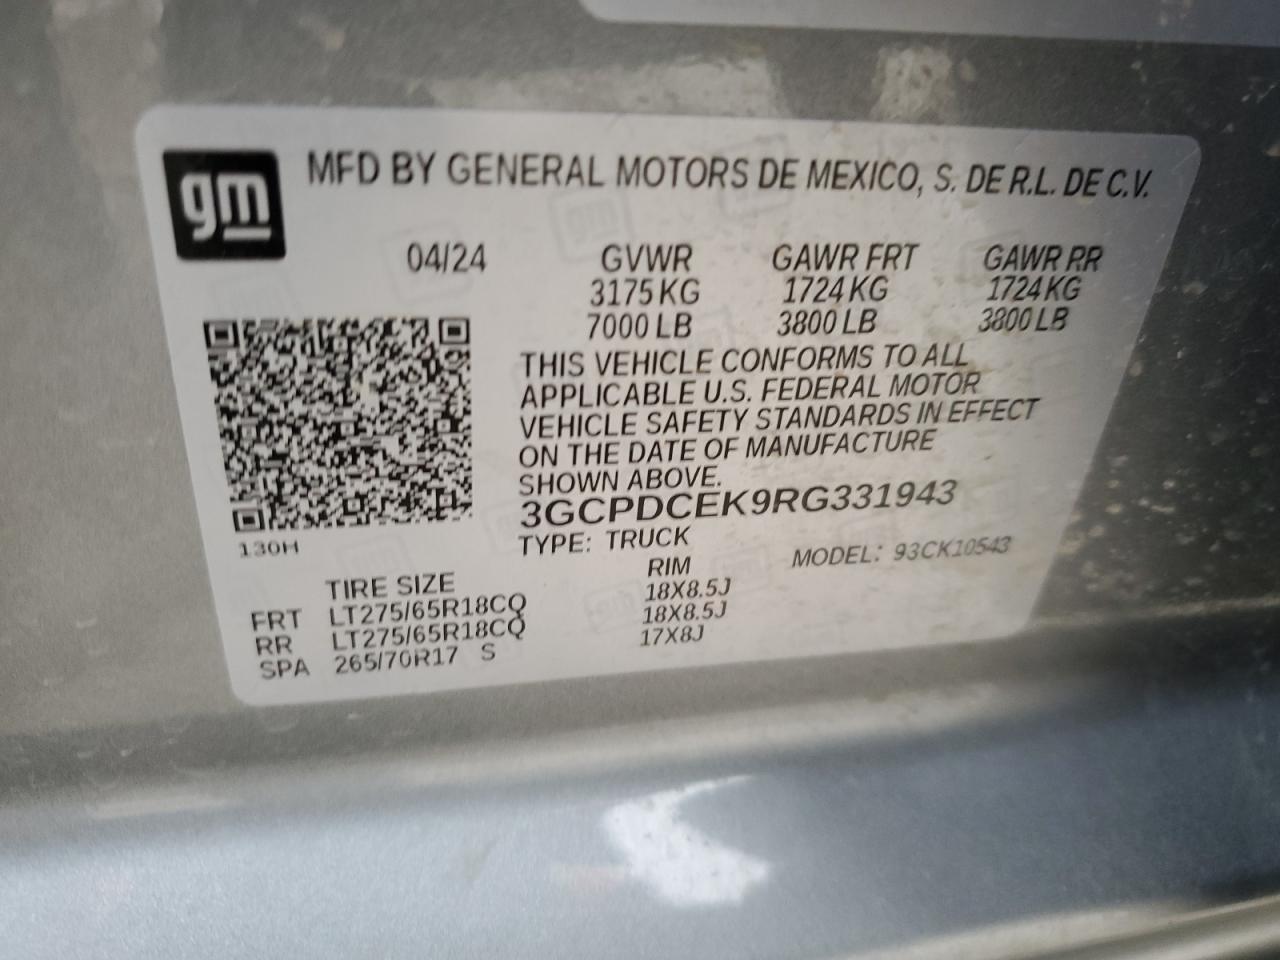 gm
MFD BY GENERAL MOTORS DE MEXICO, S. DE R.L. DE C.V.
04/24 GVWR GAWR FRT GAWR RR
3175 KG 1724 KG 1724 KG
7000 LB 3800 LB 3800 LB
THIS VEHICLE CONFORMS TO ALL
APPLICABLE U.S. FEDERAL MOTOR
VEHICLE SAFETY STANDARDS IN EFFECT
ON THE DATE OF MANUFACTURE
SHOWN ABOVE.
3GCPDCEK9RG331943
130H
TYPE: TRUCK MODEL: 93CK10543
TIRE SIZE RIM
FRT LT275/65R18CQ 18X8.5J
RR LT275/65R18CQ 18X8.5J
SPA 265/70R17 S 17X8J